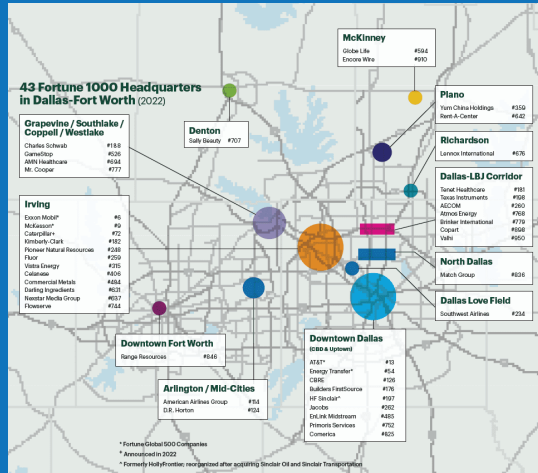 43 Fortune 1000 Headquarters
in Dallas-Fort Worth (2022)
McKinney
Globe Life #594
Encore Wire #910
Plano
Yum China Holdings #359
Rent-A-Center #642
Grapevine / Southlake /
Coppell / Westlake
Charles Schwab #188
GameStop #526
AMN Healthcare #694
Mr. Cooper #777
Denton
Sally Beauty #707
Richardson
Lennox International #676
Dallas-LBJ Corridor
Tenet Healthcare #181
Texas Instruments #198
AECOM #260
Atmos Energy #768
Brinker International #779
Copart #898
Valhi #950
Irving
Exxon Mobil* #6
McKesson* #9
Caterpillar+ #72
Kimberly-Clark #182
Pioneer Natural Resources #248
Fluor #259
Vistra Energy #315
Celanese #406
Commercial Metals #494
Darling Ingredients #621
Nexstar Media Group #637
Flowserve #744
North Dallas
Match Group #826
Dallas Love Field
Southwest Airlines #234
Downtown Fort Worth
Range Resources #846
Arlington / Mid-Cities
American Airlines Group #114
D.R. Horton #124
Downtown Dallas
(CBD & Uptown)
AT&T* #13
Energy Transfer* #54
CBRE #126
Builders FirstSource #176
HF Sinclair^ #197
Jacobs #262
EnLink Midstream #485
Primoris Services #752
Comerica #825
* Fortune Global 500 Companies
+ Announced in 2022
^ Formerly HollyFrontier; reorganized after acquiring Sinclair Oil and Sinclair Transportation